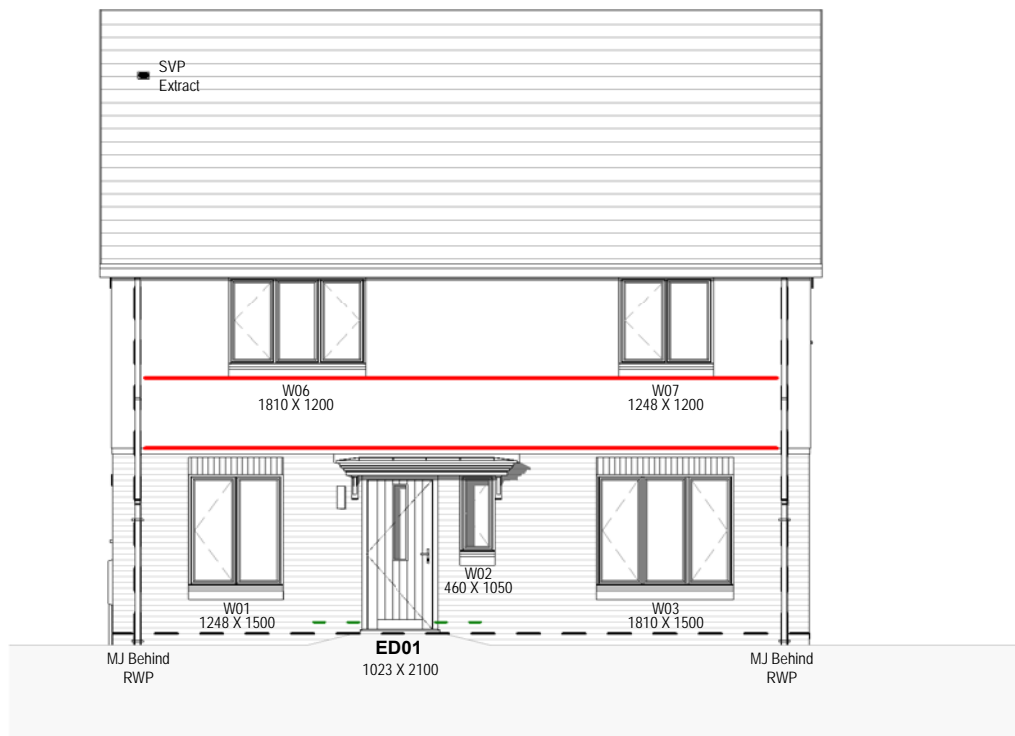 SVP
Extract
W06
1810 X 1200
W07
1248 X 1200
W02
460 X 1050
W01
1248 X 1500
W03
1810 X 1500
ED01
1023 X 2100
MJ Behind
RWP
MJ Behind
RWP